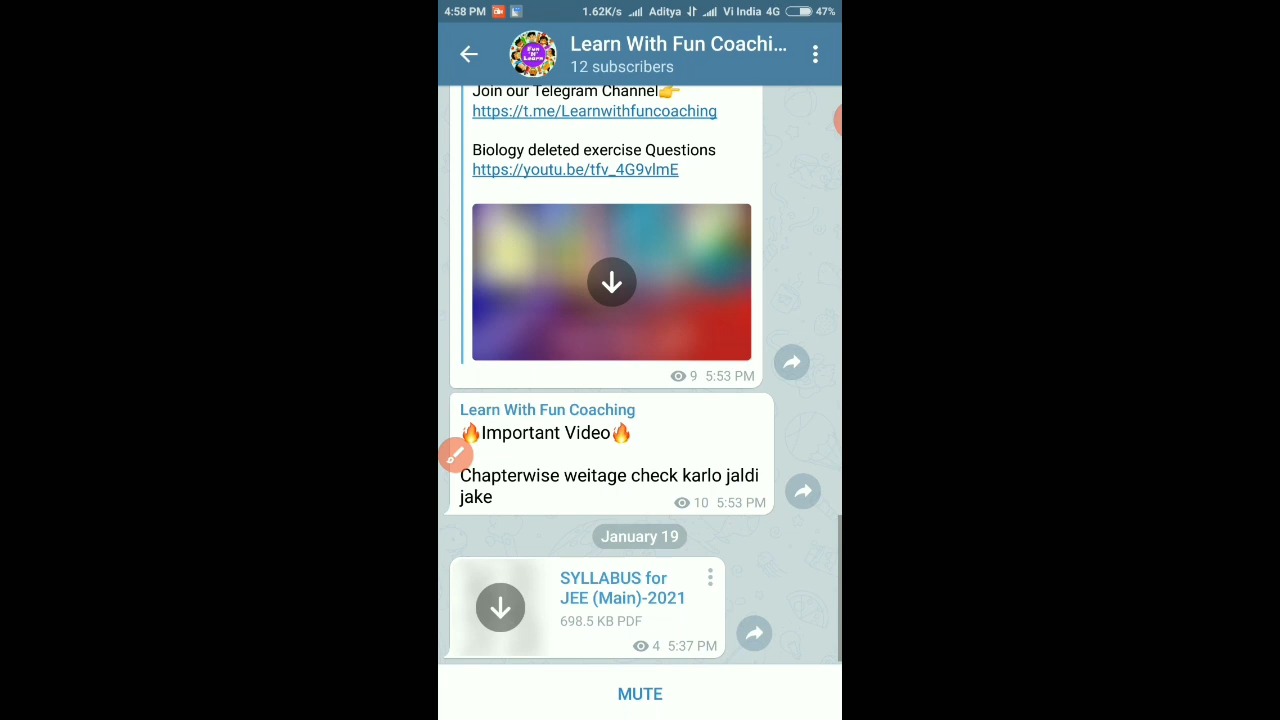 4:58 PM 1.62K/s Aditya Vi India 4G 47%
Learn With Fun Coachi...
12 subscribers
Fun
'N'
Learn
Join our Telegram Channel👉
https://t.me/Learnwithfuncoaching
Biology deleted exercise Questions
https://youtu.be/tfv_4G9vlmE
9 5:53 PM
Learn With Fun Coaching
🔥Important Video🔥
Chapterwise weitage check karlo jaldi
jake
10 5:53 PM
January 19
SYLLABUS for
JEE (Main)-2021
698.5 KB PDF
4 5:37 PM
MUTE